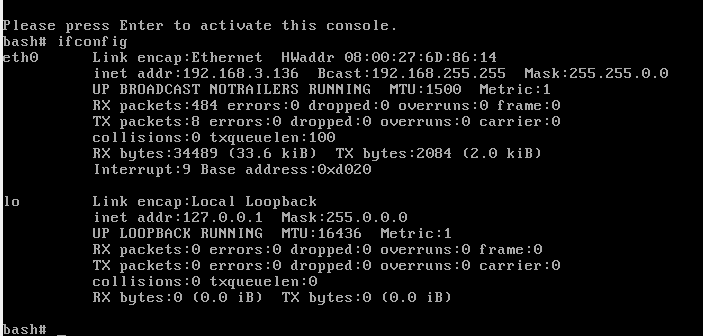 Please press Enter to activate this console.
bash# ifconfig
eth0 Link encap:Ethernet HWaddr 08:00:27:6D:86:14
inet addr:192.168.3.136 Bcast:192.168.255.255 Mask:255.255.0.0
UP BROADCAST NOTRAILERS RUNNING MTU:1500 Metric:1
RX packets:484 errors:0 dropped:0 overruns:0 frame:0
TX packets:8 errors:0 dropped:0 overruns:0 carrier:0
collisions:0 txqueuelen:100
RX bytes:34489 (33.6 kiB) TX bytes:2084 (2.0 kiB)
Interrupt:9 Base address:0xd020
lo Link encap:Local Loopback
inet addr:127.0.0.1 Mask:255.0.0.0
UP LOOPBACK RUNNING MTU:16436 Metric:1
RX packets:0 errors:0 dropped:0 overruns:0 frame:0
TX packets:0 errors:0 dropped:0 overruns:0 carrier:0
collisions:0 txqueuelen:0
RX bytes:0 (0.0 iB) TX bytes:0 (0.0 iB)
bash# _